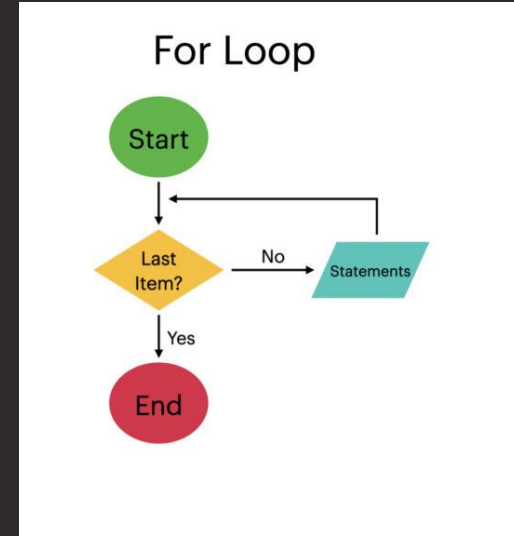 For Loop
Start
Last
Item?
No
Statements
Yes
End